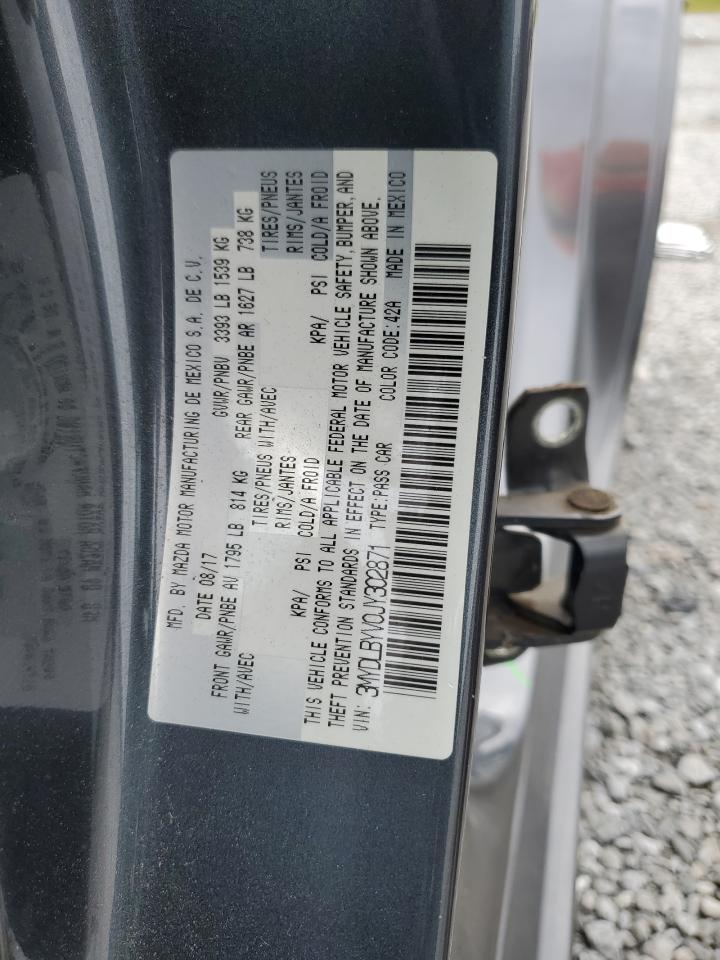 MFD. BY MAZDA MOTOR MANUFACTURING DE MEXICO S.A. DE C.V.
DATE 08/17 GVWR/PNBV 3393 LB 1539 KG
FRONT GAWR/PNBE AV 1795 LB 814 KG REAR GAWR/PNBE AR 1627 LB 738 KG
WITH/AVEC TIRES/PNEUS WITH/AVEC TIRES/PNEUS
RIMS/JANTES RIMS/JANTES
KPA/ PSI COLD/A FROID KPA/ PSI COLD/A FROID
THIS VEHICLE CONFORMS TO ALL APPLICABLE FEDERAL MOTOR VEHICLE SAFETY, BUMPER, AND
THEFT PREVENTION STANDARDS IN EFFECT ON THE DATE OF MANUFACTURE SHOWN ABOVE.
VIN: 3MYDLBYV0JY302871 TYPE:PASS CAR COLOR CODE:42A MADE IN MEXICO